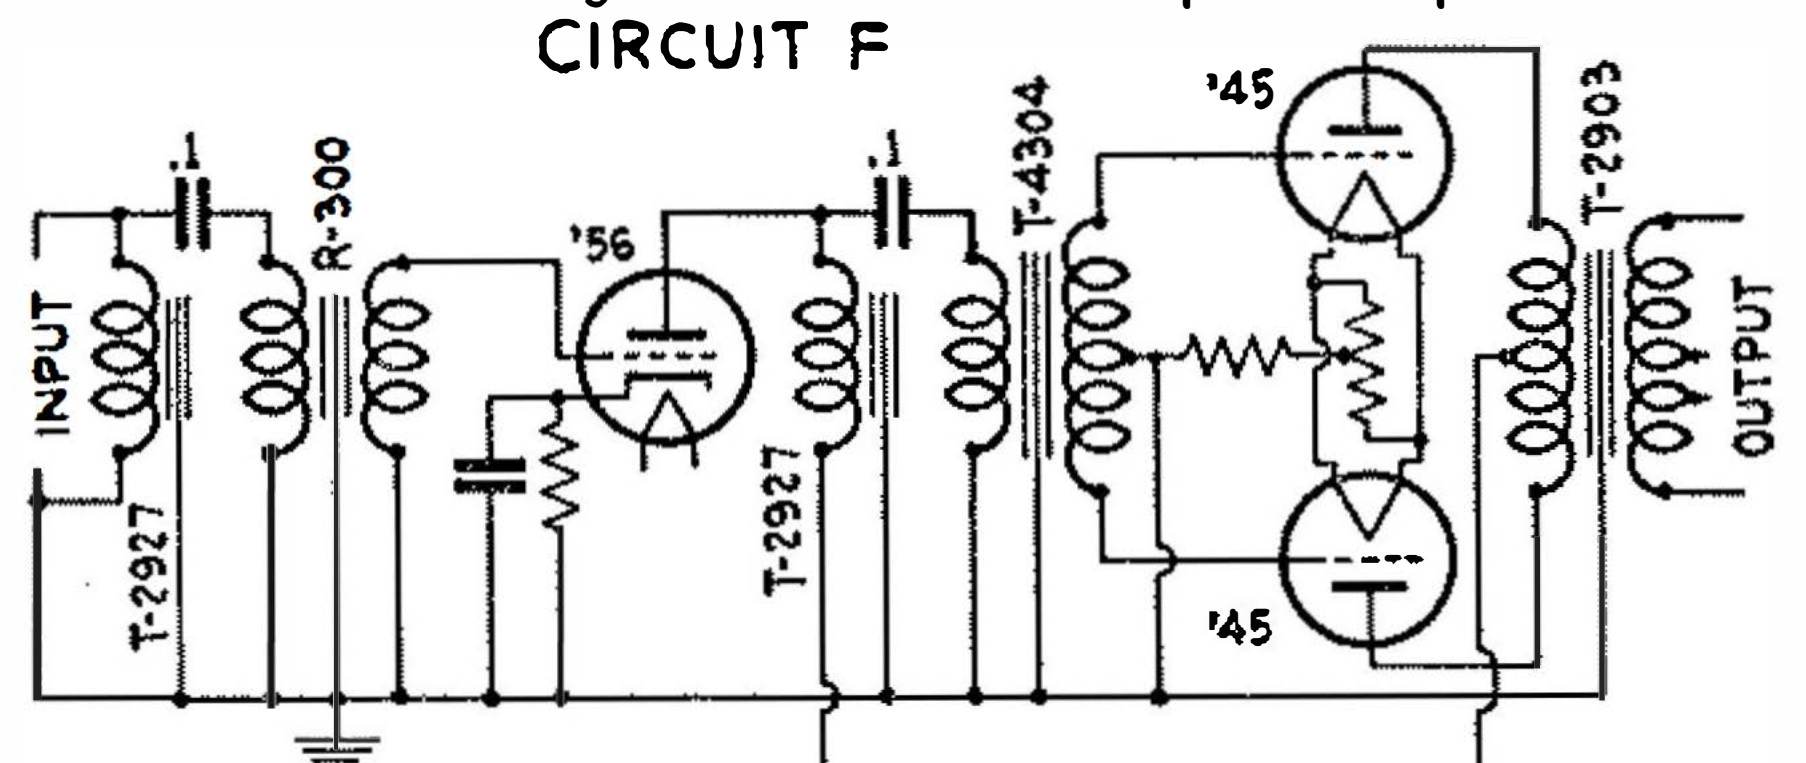 CIRCUIT F
.1
R-300
'56
.1
T-4304
'45
T-2903
INPUT
OUTPUT
T-2927
T-2927
'45